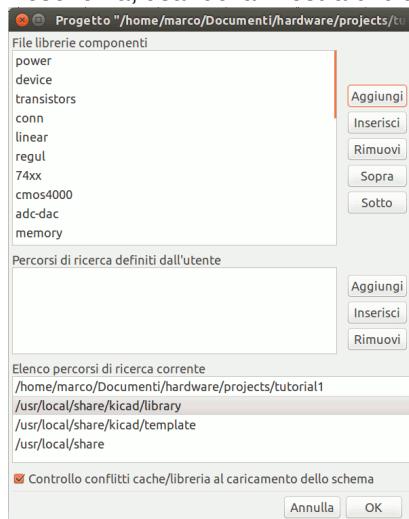 Progetto "/home/marco/Documenti/hardware/projects/tu
File librerie componenti
power
device
transistors
conn
linear
regul
74xx
cmos4000
adc-dac
memory
Aggiungi
Inserisci
Rimuovi
Sopra
Sotto
Percorsi di ricerca definiti dall'utente
Aggiungi
Inserisci
Rimuovi
Elenco percorsi di ricerca corrente
/home/marco/Documenti/hardware/projects/tutorial1
/usr/local/share/kicad/library
/usr/local/share/kicad/template
/usr/local/share
Controllo conflitti cache/libreria al caricamento dello schema
Annulla OK